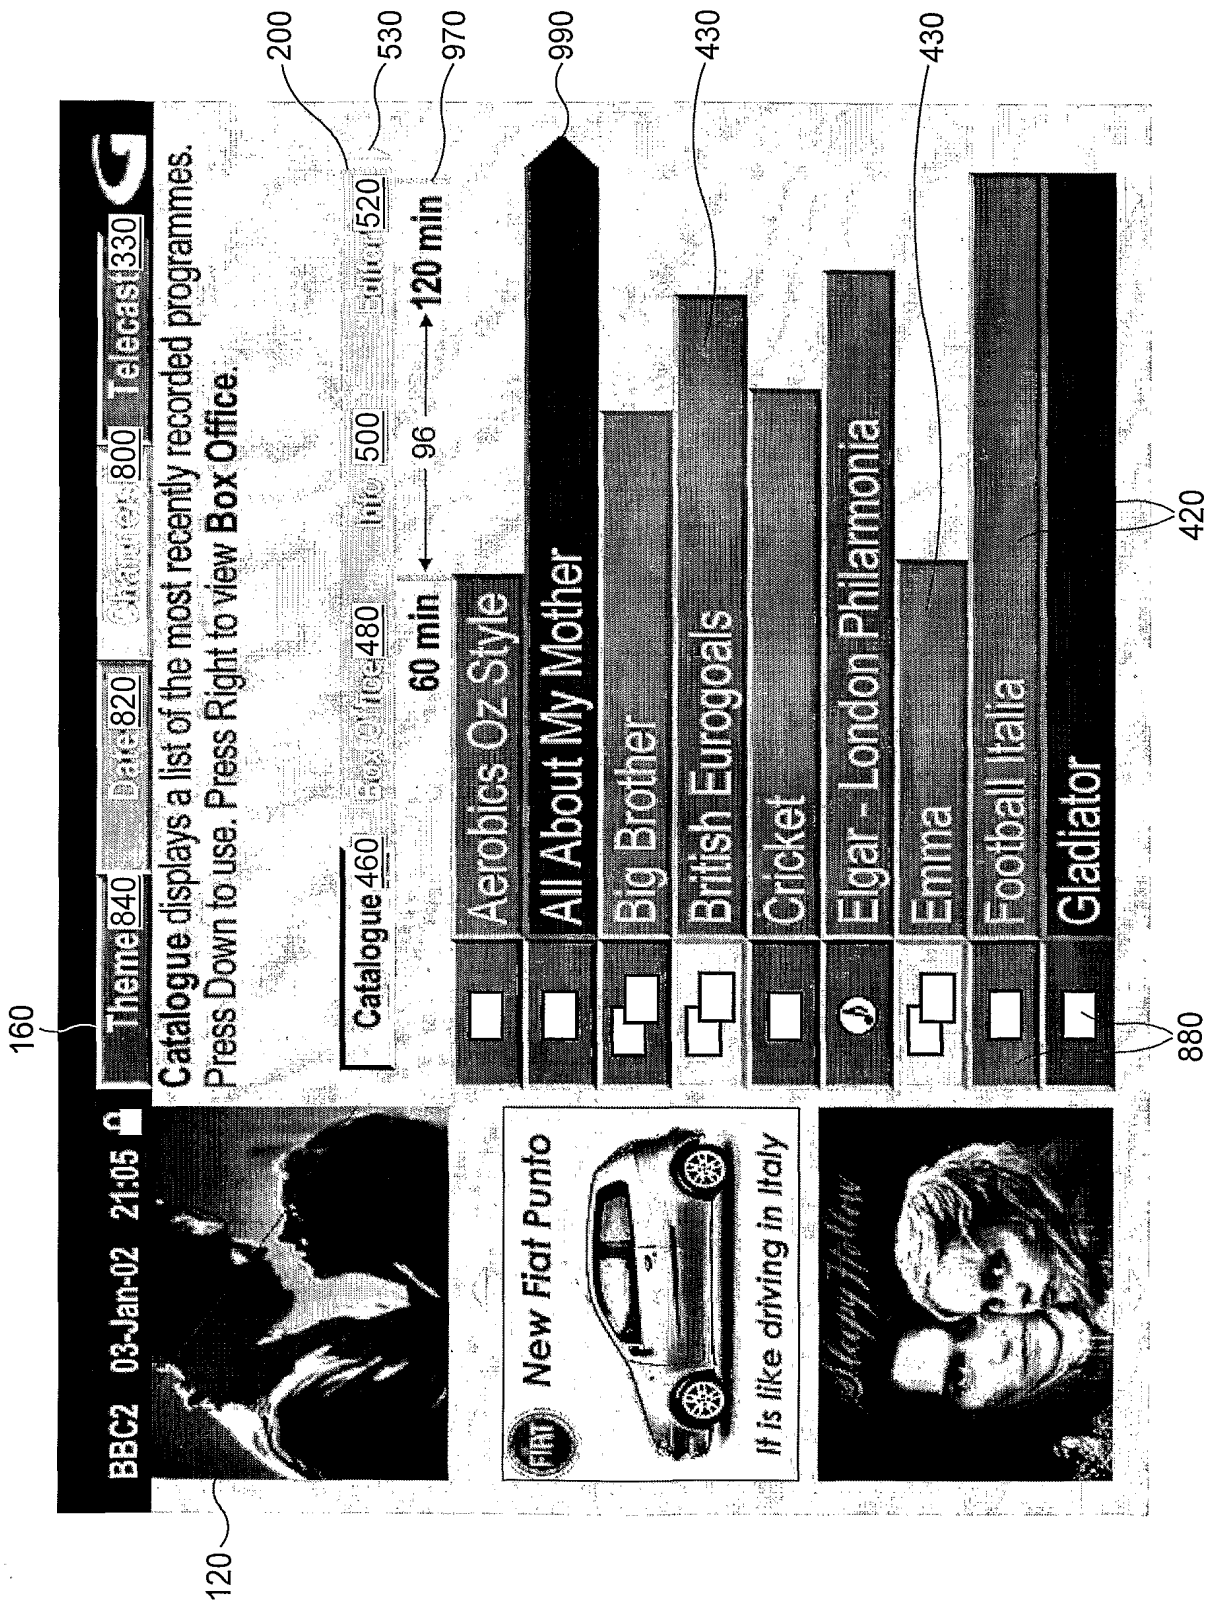 160
BBC2 03-Jan-02 21:05
Theme 840 Date 820 Channels 800 Telecast 330
Catalogue displays a list of the most recently recorded programmes.
Press Down to use. Press Right to view Box Office.
200
530
970
990
430
430
120
Catalogue 460 Box Office 480 Info 500 Editor 520
60 min 96 120 min
Aerobics Oz Style
All About My Mother
Big Brother
British Eurogoals
Cricket
Elgar - London Philarmonia
Emma
Football Italia
Gladiator
FIAT New Fiat Punto
It is like driving in Italy
880
420